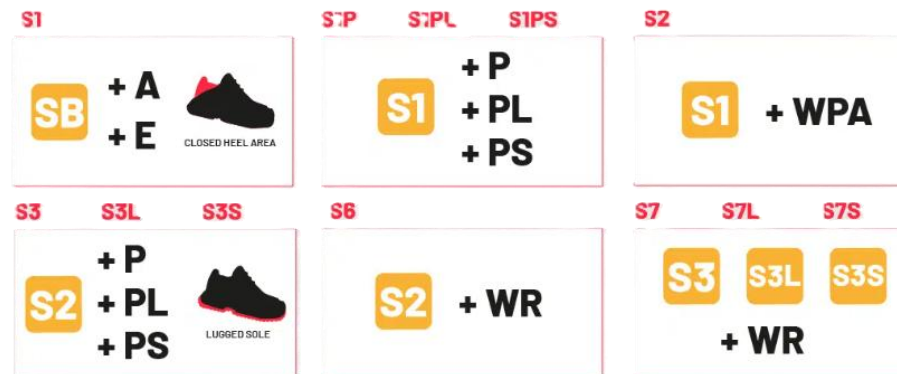 S1
SB
+ A
+ E
CLOSED HEEL AREA
S1P S1PL S1PS
S1
+ P
+ PL
+ PS
S2
S1
+ WPA
S3 S3L S3S
S2
+ P
+ PL
+ PS
LUGGED SOLE
S6
S2
+ WR
S7 S7L S7S
S3 S3L S3S
+ WR